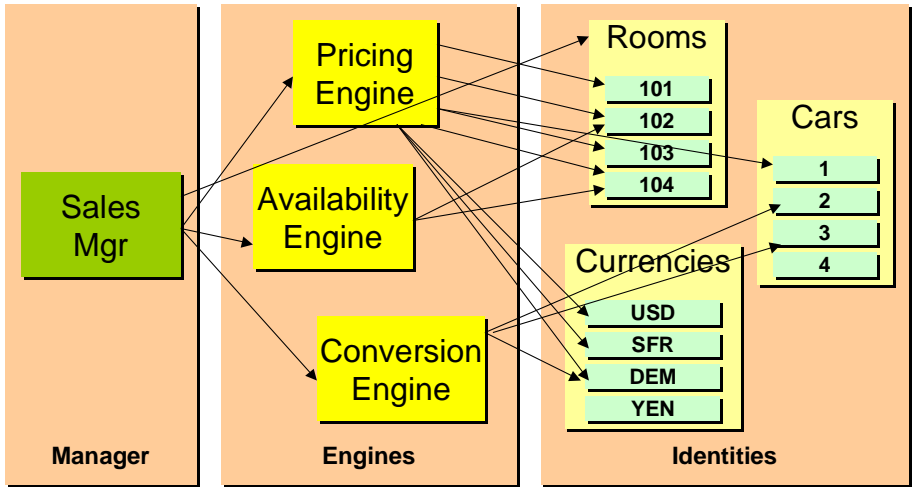 Sales
Mgr
Manager
Pricing
Engine
Availability
Engine
Conversion
Engine
Engines
Rooms
101
102
103
104
Cars
1
2
3
4
Currencies
USD
SFR
DEM
YEN
Identities